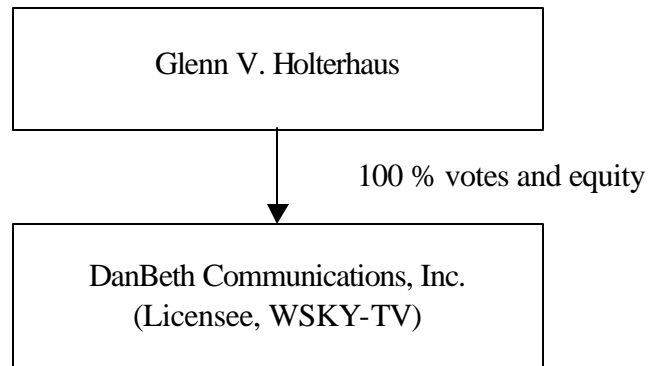 Glenn V. Holterhaus
100 % votes and equity
DanBeth Communications, Inc.
(Licensee, WSKY-TV)